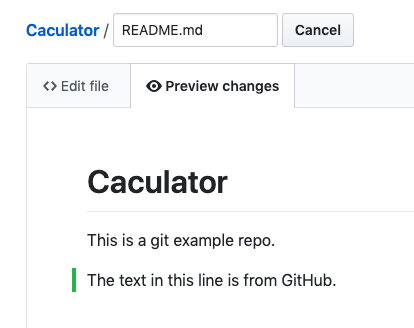 Caculator / README.md Cancel
<> Edit file Preview changes
Caculator
This is a git example repo.
The text in this line is from GitHub.